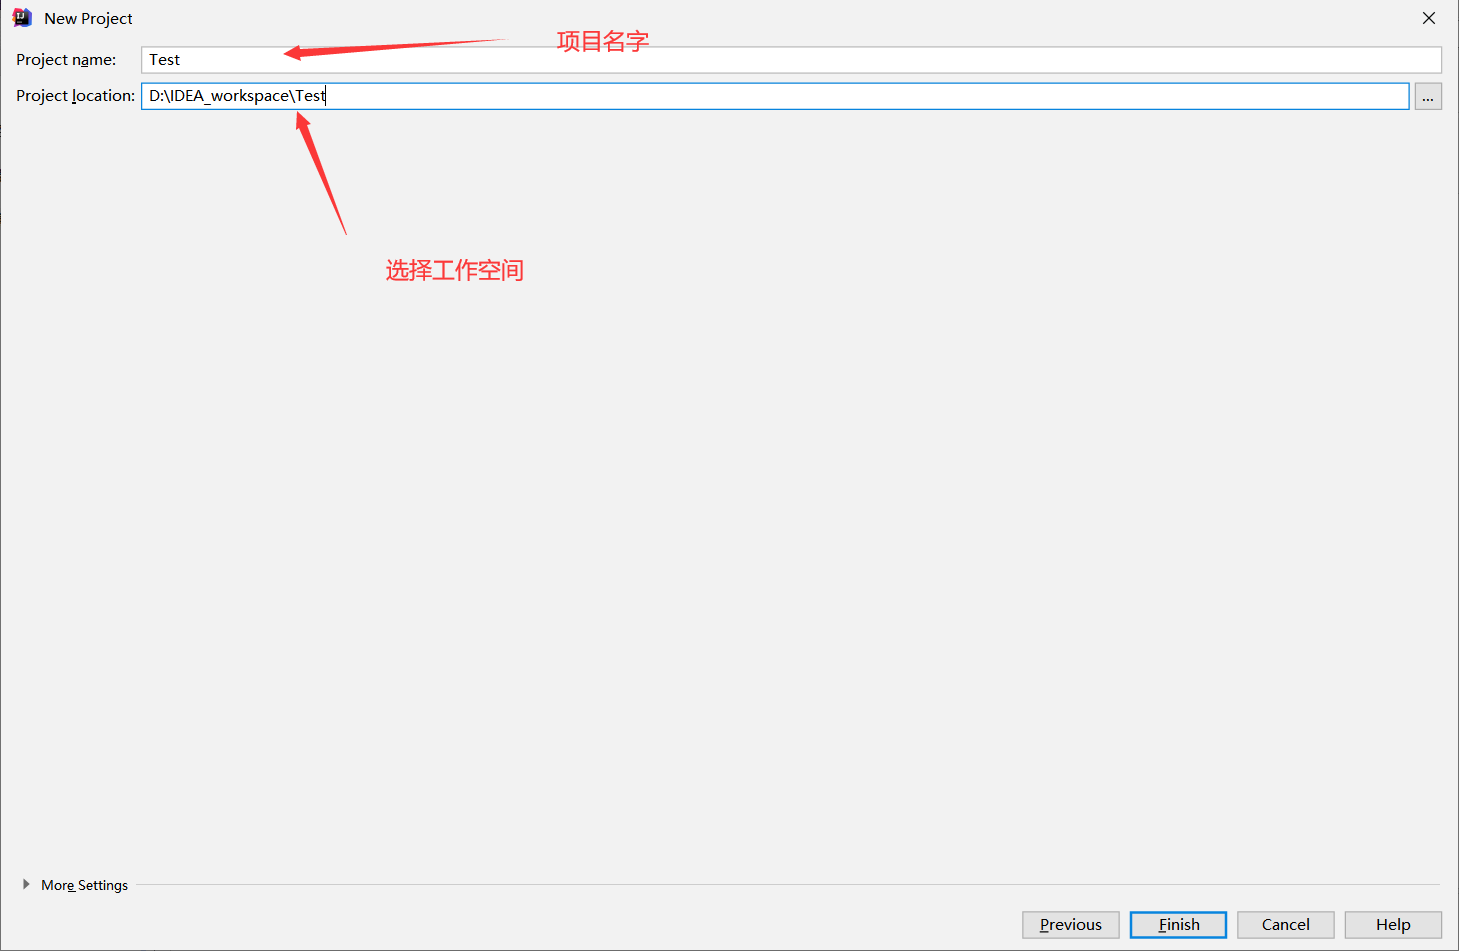 New Project
项目名字
Project name: Test
Project location: D:\IDEA_workspace\Test ...
选择工作空间
More Settings
Previous Finish Cancel Help